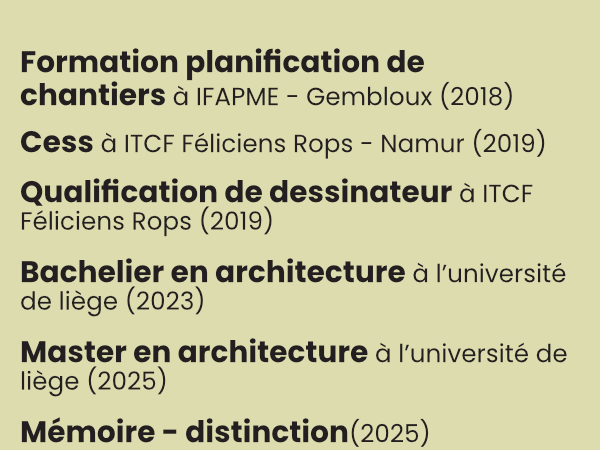 Formation planification de
chantiers à IFAPME - Gembloux (2018)
Cess à ITCF Féliciens Rops - Namur (2019)
Qualification de dessinateur à ITCF
Féliciens Rops (2019)
Bachelier en architecture à l'université
de liège (2023)
Master en architecture à l'université de
liège (2025)
Mémoire - distinction(2025)